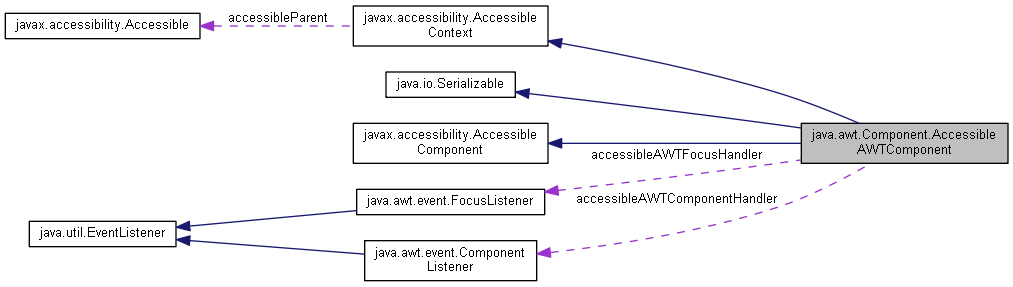 javax.accessibility.Accessible
accessibleParent
javax.accessibility.Accessible
Context
java.io.Serializable
javax.accessibility.Accessible
Component
java.awt.Component.Accessible
AWTComponent
accessibleAWTFocusHandler
accessibleAWTComponentHandler
java.awt.event.FocusListener
java.util.EventListener
java.awt.event.Component
Listener